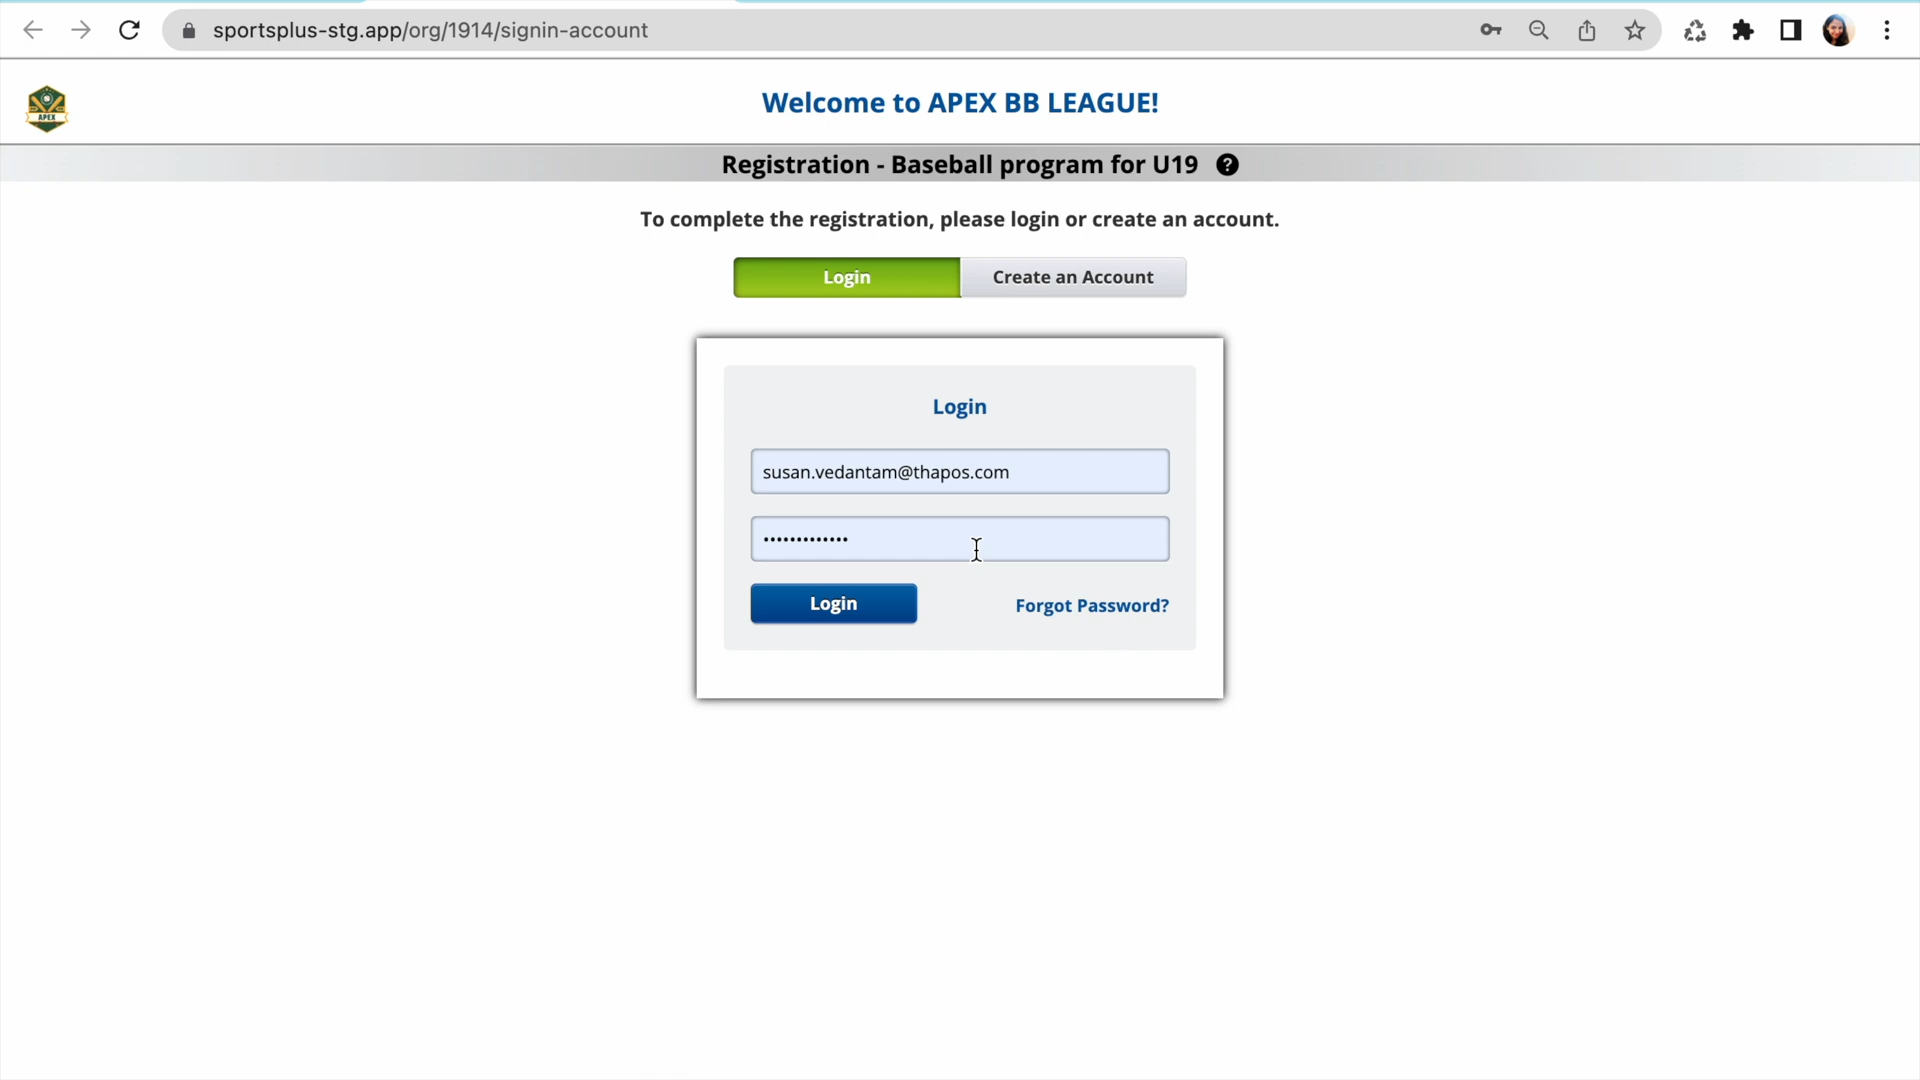 sportsplus-stg.app/org/1914/signin-account
APEX
Welcome to APEX BB LEAGUE!
Registration - Baseball program for U19 ?
To complete the registration, please login or create an account.
Login
Create an Account
Login
susan.vedantam@thapos.com
•••••••••••••
Login
Forgot Password?